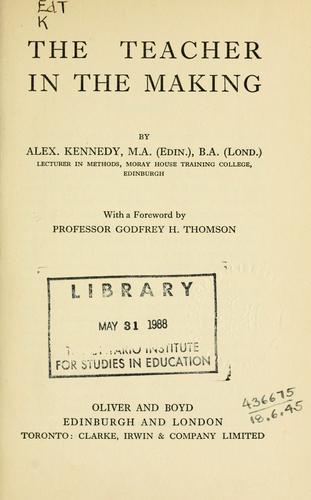 EdT
K
THE TEACHER
IN THE MAKING
BY
ALEX. KENNEDY, M.A. (EDIN.), B.A. (LOND.)
LECTURER IN METHODS, MORAY HOUSE TRAINING COLLEGE,
EDINBURGH
With a Foreword by
PROFESSOR GODFREY H. THOMSON
LIBRARY
MAY 31 1988
INSTITUTE
FOR STUDIES IN EDUCATION
OLIVER AND BOYD
EDINBURGH AND LONDON
TORONTO: CLARKE, IRWIN & COMPANY LIMITED
436675
18.6.45